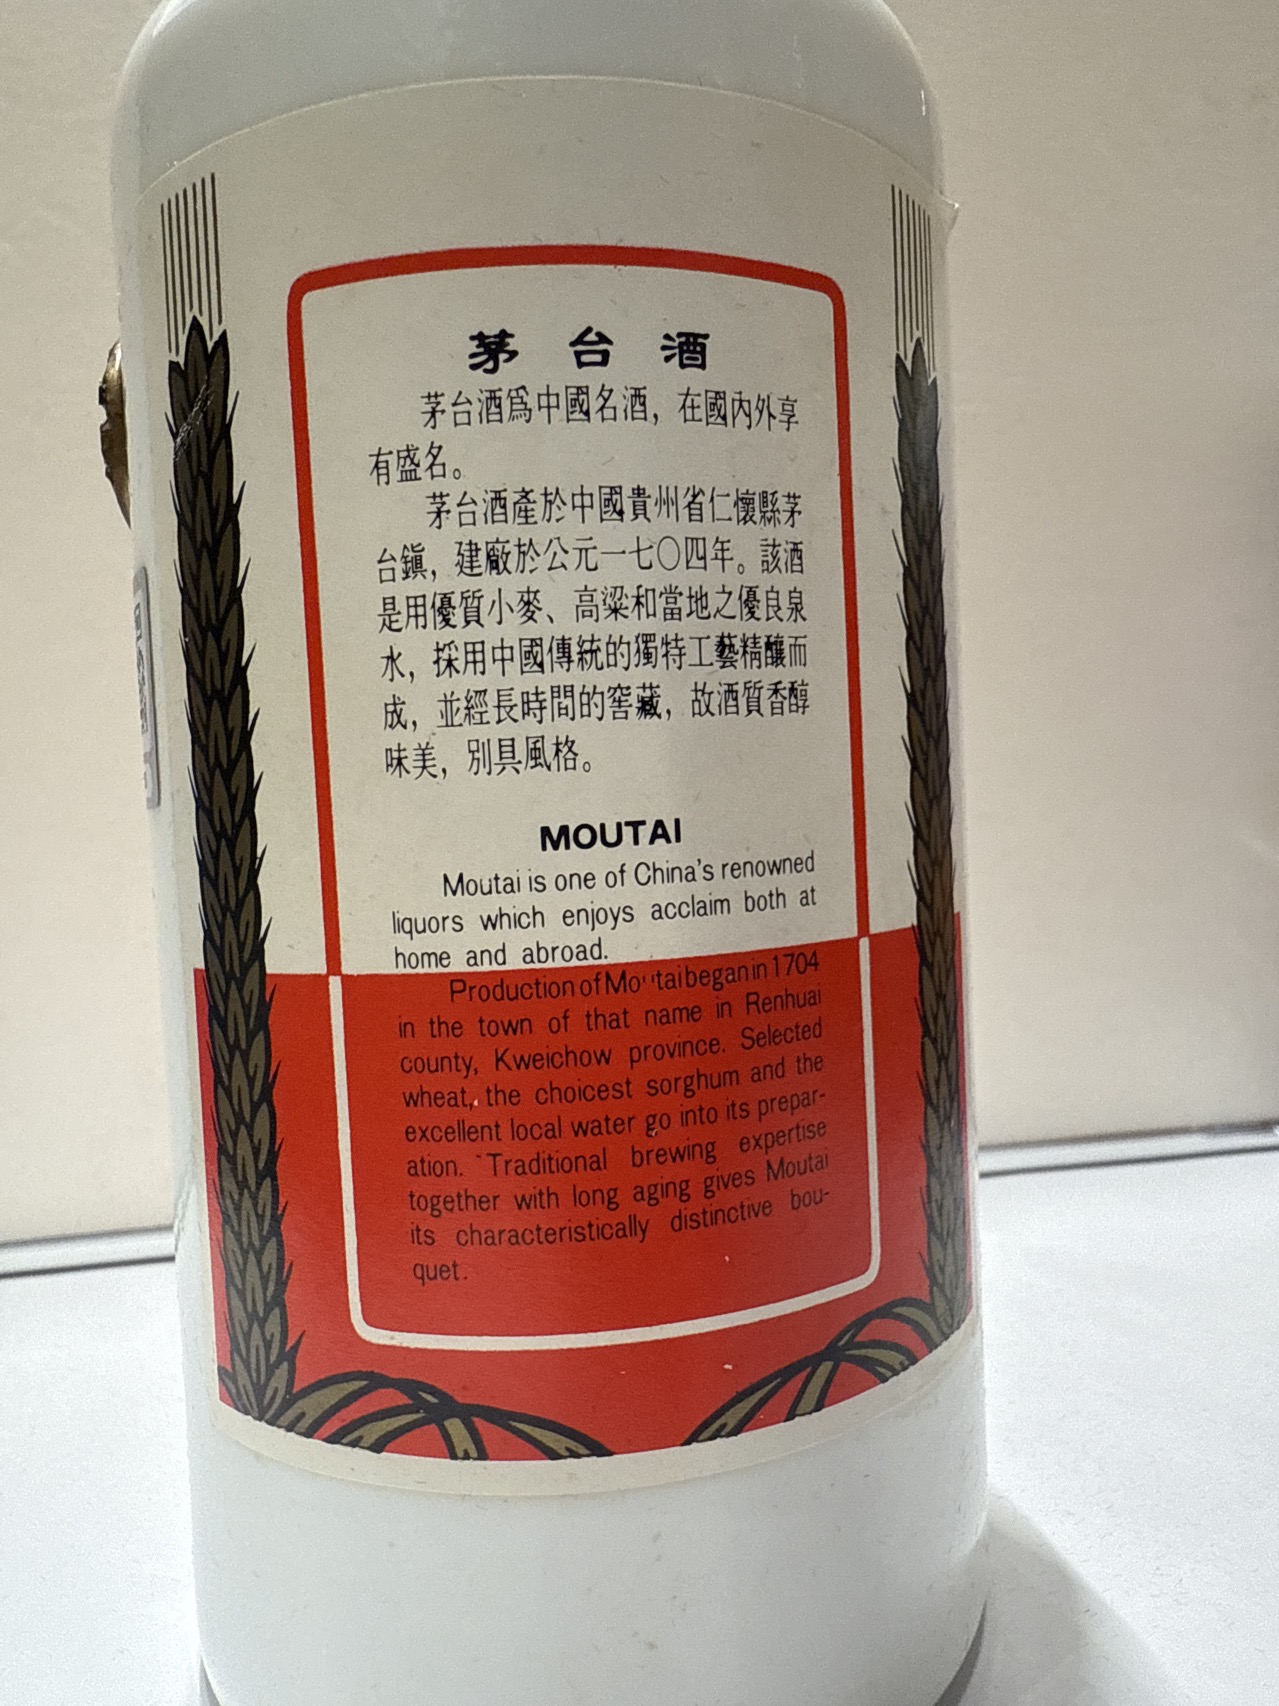 茅台酒
茅台酒爲中國名酒，在國內外享
有盛名。
茅台酒產於中國貴州省仁懷縣茅
台鎭，建廠於公元一七〇四年。該酒
是用優質小麥、高粱和當地之優良泉
水，採用中國傳統的獨特工藝精釀而
成，並經長時間的窖藏，故酒質香醇
味美，別具風格。
MOUTAI
Moutai is one of China's renowned
liquors which enjoys acclaim both at
home and abroad.
Production of Moutai began in 1704
in the town of that name in Renhuai
county, Kweichow province. Selected
wheat, the choicest sorghum and the
excellent local water go into its prepar-
ation. Traditional brewing expertise
together with long aging gives Moutai
its characteristically distinctive bou-
quet.